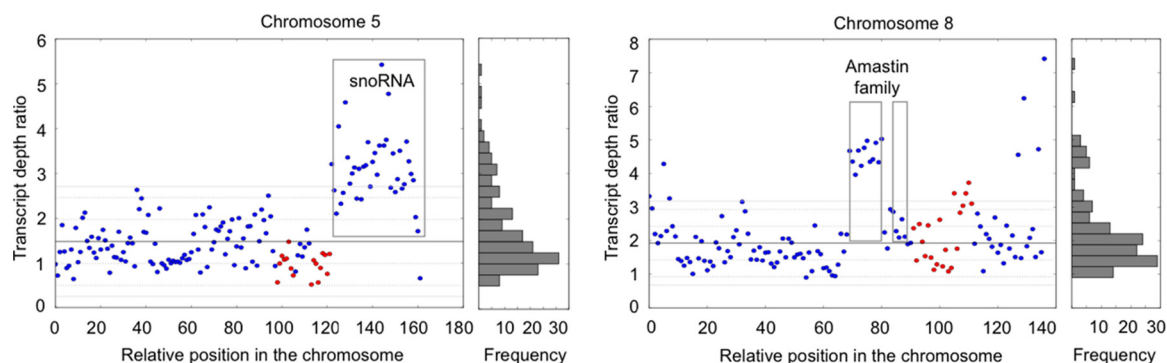 Chromosome 5
Transcript depth ratio
6
5
4
3
2
1
0
snoRNA
0 20 40 60 80 100 120 140 160 180
10 20 30
Relative position in the chromosome
Frequency
Chromosome 8
Transcript depth ratio
8
7
6
5
4
3
2
1
0
Amastin
family
0 20 40 60 80 100 120 140
10 20 30
Relative position in the chromosome
Frequency